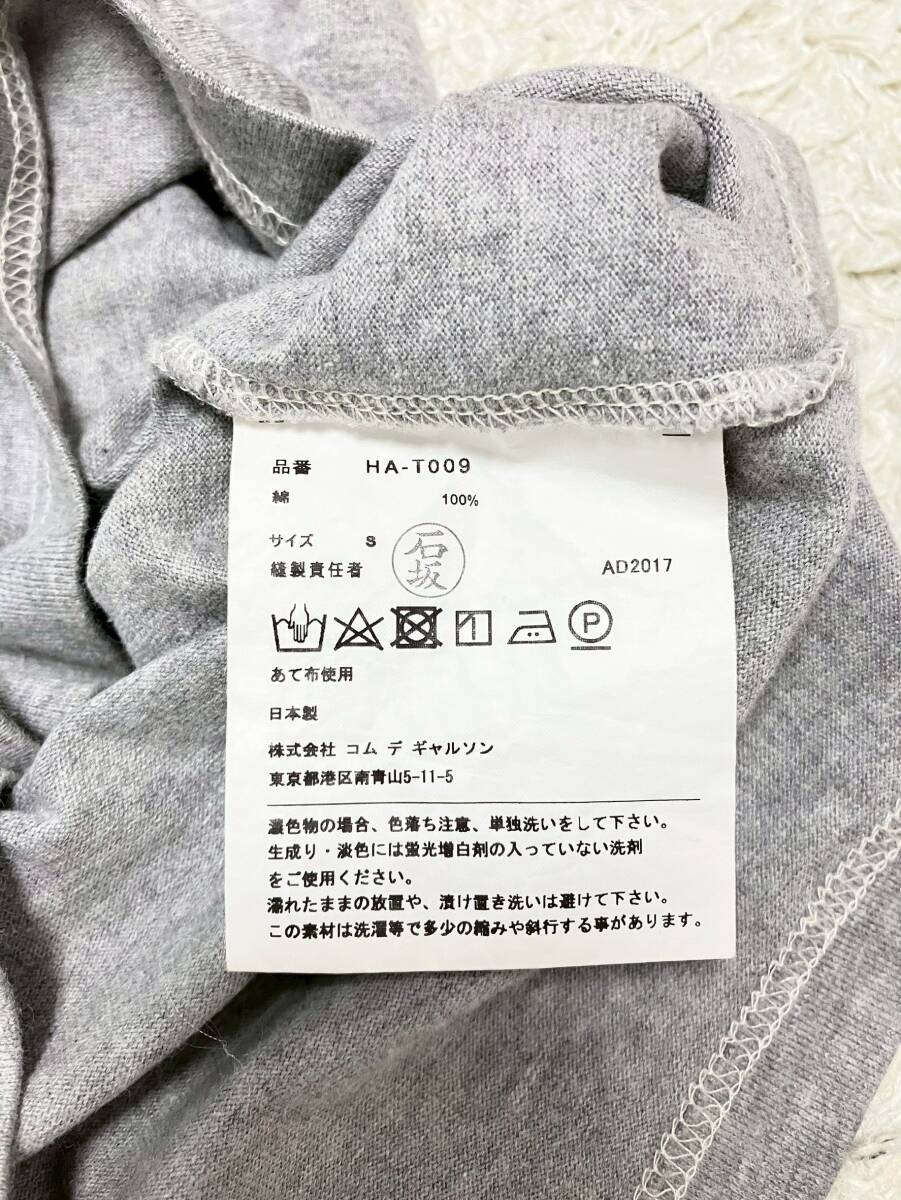 品番 HA-T009
綿 100%
サイズ S
縫製責任者 石坂 AD2017
P
あて布使用
日本製
株式会社 コム デ ギャルソン
東京都港区南青山5-11-5
濃色物の場合、色落ち注意、単独洗いをして下さい。
生成り・淡色には蛍光増白剤の入っていない洗剤
をご使用ください。
濡れたままの放置や、漬け置き洗いは避けて下さい。
この素材は洗濯等で多少の縮みや斜行する事があります。